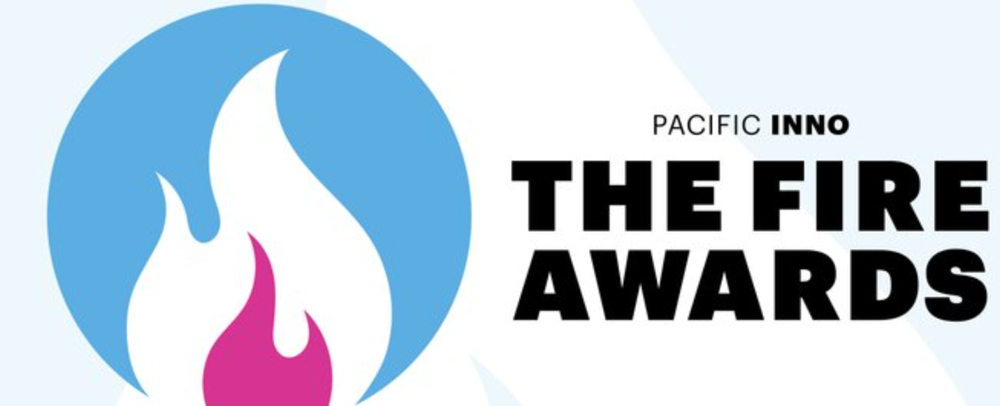 PACIFIC INNO
THE FIRE
AWARDS